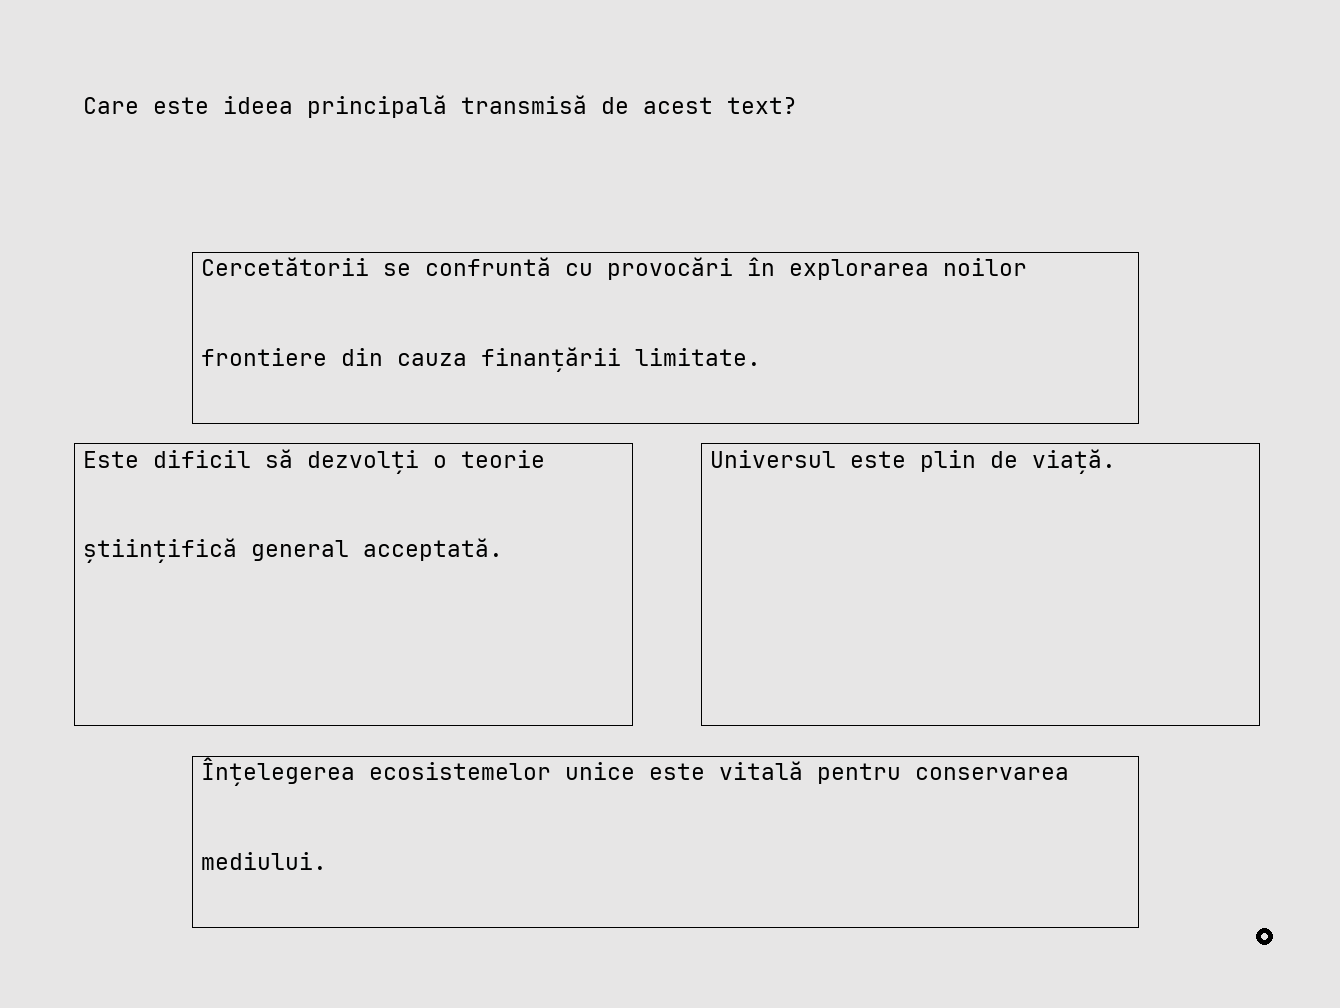 Care este ideea principală transmisă de acest text?
Cercetătorii se confruntă cu provocări în explorarea noilor
frontiere din cauza finanțării limitate.
Este dificil să dezvolți o teorie
științifică general acceptată.
Universul este plin de viață.
Înțelegerea ecosistemelor unice este vitală pentru conservarea
mediului.